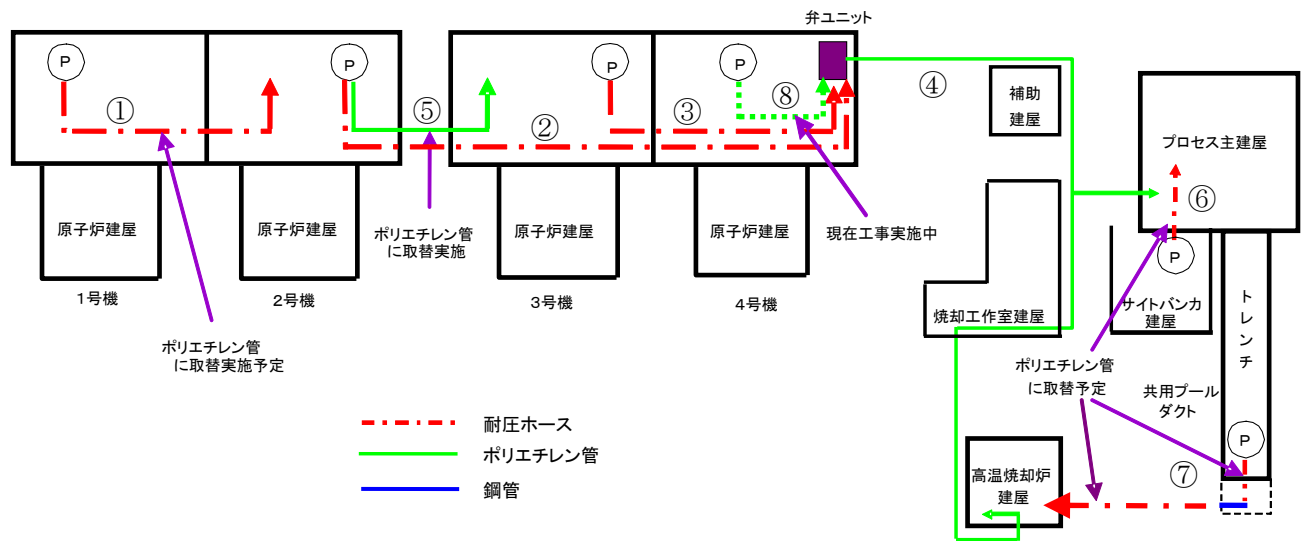 弁ユニット
P
P
P
P
①
⑤
②
③
⑧
④
補助
建屋
プロセス主建屋
⑥
P
原子炉建屋
原子炉建屋
原子炉建屋
原子炉建屋
ポリエチレン管
に取替実施
現在工事実施中
1号機
2号機
3号機
4号機
焼却工作室建屋
サイトバンカ
建屋
トレンチ
ポリエチレン管
に取替実施予定
ポリエチレン管
に取替予定
共用プール
ダクト
耐圧ホース
ポリエチレン管
鋼管
P
⑦
高温焼却炉
建屋